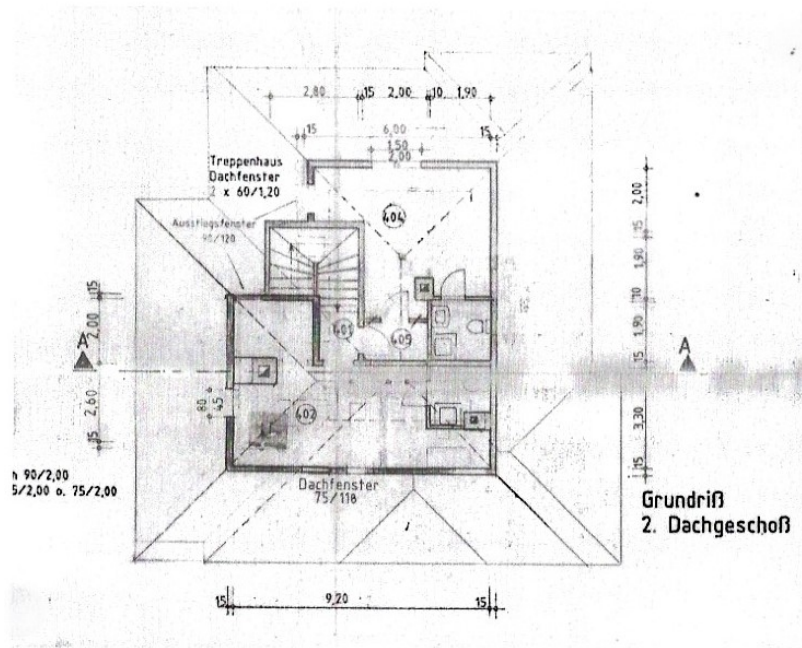 2,80 15 2,00 10 1,90
15 6,00 15
1,50
2,00
Treppenhaus
Dachfenster
2 x 60/1,20
Ausstiegsfenster
90/120
404
401
405
402
A
A
15
2,00
2,60
15
80
45
2,00
15
1,90
10
1,90
15
3,30
15
h 90/2,00
5/2,00 o. 75/2,00
Dachfenster
75/118
Grundriß
2. Dachgeschoß
15 9,20 15